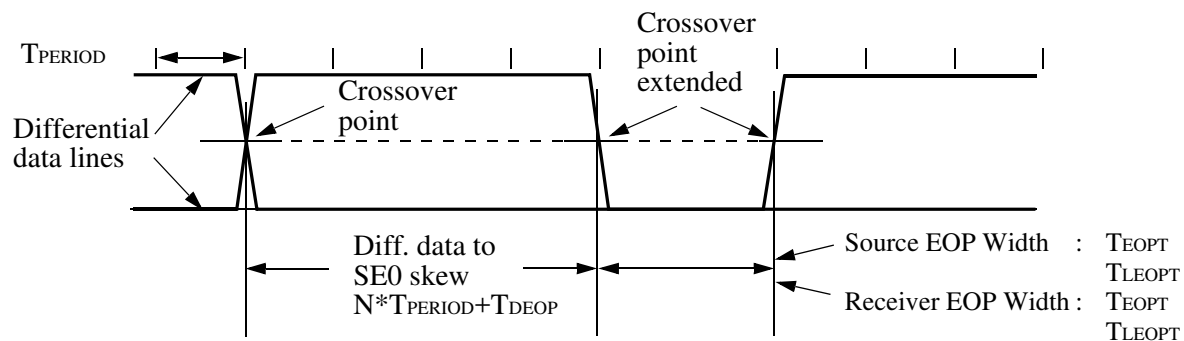 TPERIOD
Crossover
point
extended
Crossover
point
Differential
data lines
Diff. data to
SE0 skew
N*TPERIOD+TDEOP
Source EOP Width : TEOPT
TLEOPT
Receiver EOP Width : TEOPT
TLEOPT